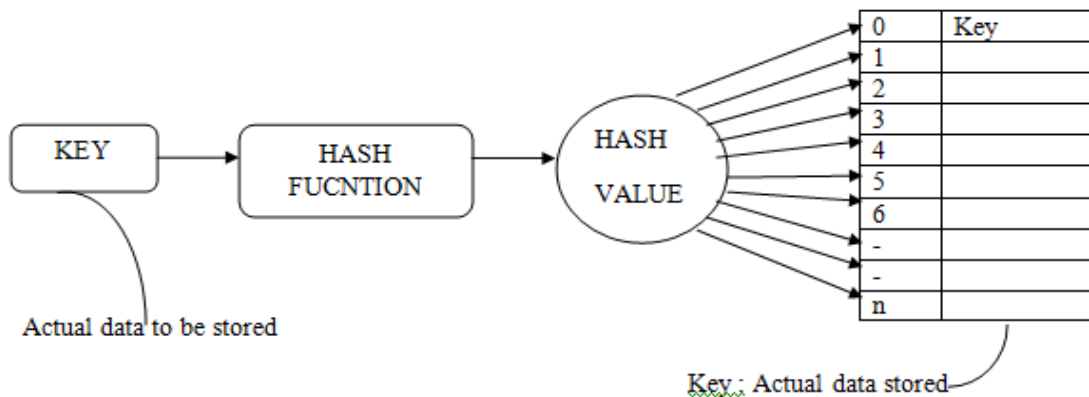 KEY
HASH
FUCNTION
HASH
VALUE
0 Key
1
2
3
4
5
6
-
-
n
Actual data to be stored
Key : Actual data stored